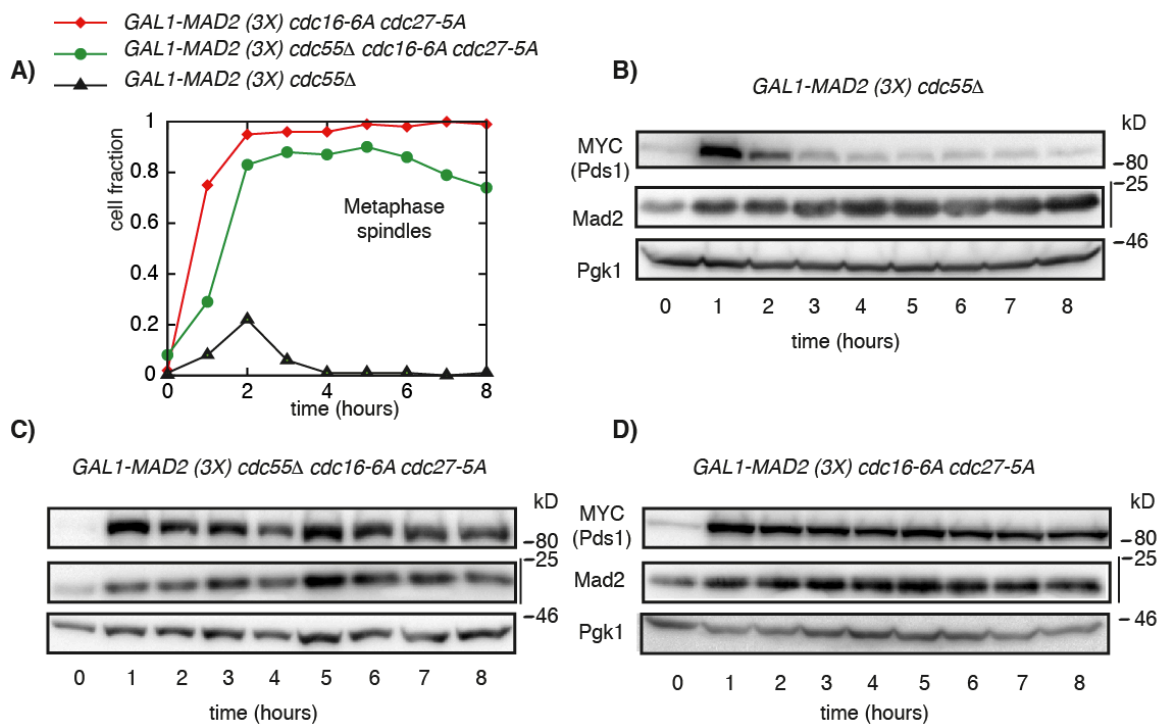 GAL1-MAD2 (3X) cdc16-6A cdc27-5A
GAL1-MAD2 (3X) cdc55Δ cdc16-6A cdc27-5A
GAL1-MAD2 (3X) cdc55Δ
A)
cell fraction
1
0.8
0.6
0.4
0.2
0
Metaphase
spindles
0 2 4 6 8
time (hours)
B)
GAL1-MAD2 (3X) cdc55Δ
kD
MYC
(Pds1)
-80
-25
Mad2
-46
Pgk1
0 1 2 3 4 5 6 7 8
time (hours)
C)
GAL1-MAD2 (3X) cdc55Δ cdc16-6A cdc27-5A
kD
-80
-25
-46
0 1 2 3 4 5 6 7 8
time (hours)
D)
GAL1-MAD2 (3X) cdc16-6A cdc27-5A
kD
MYC
(Pds1)
-80
-25
Mad2
-46
Pgk1
0 1 2 3 4 5 6 7 8
time (hours)